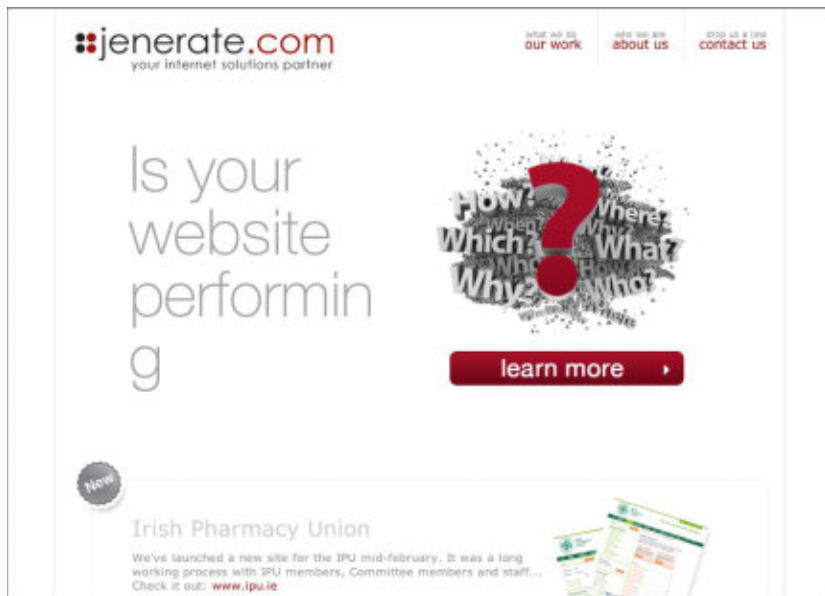 jenerate.com
your internet solutions partner
what we do
our work
who we are
about us
drop us a line
contact us
Is your
website
performin
g
How?
Where?
When?
Why?
Which?
What?
Why?
Who?
learn more
New
Irish Pharmacy Union
We've launched a new site for the IPU mid-february. It was a long
working process with IPU members, Committee members and staff...
Check it out: www.ipu.ie